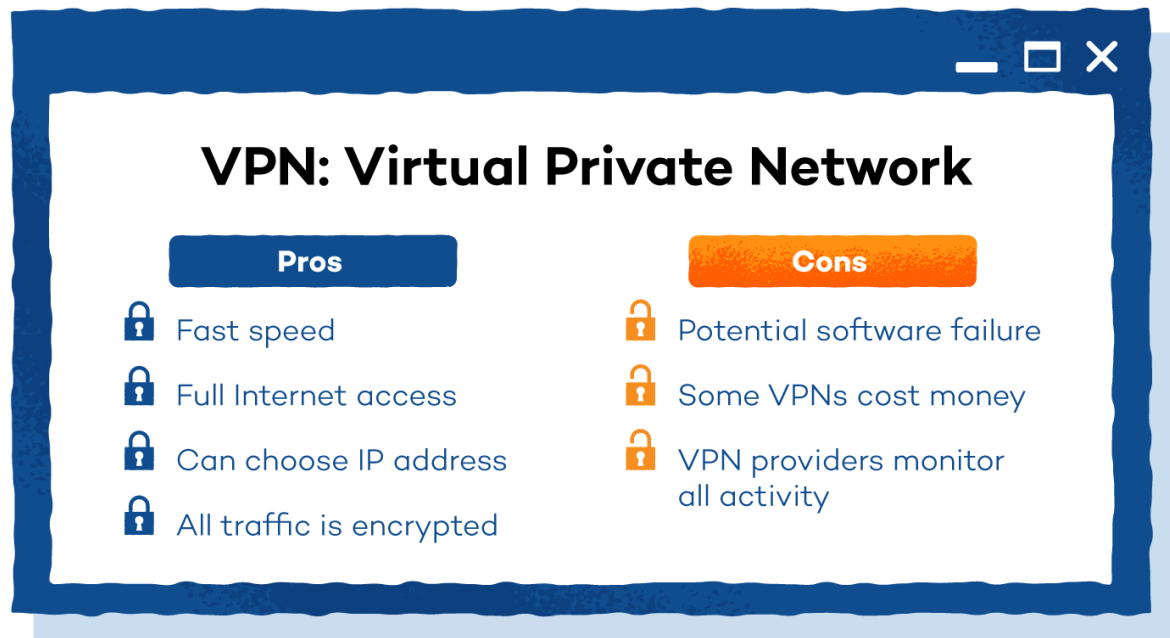 VPN: Virtual Private Network
Pros
Fast speed
Full Internet access
Can choose IP address
All traffic is encrypted
Cons
Potential software failure
Some VPNs cost money
VPN providers monitor
all activity